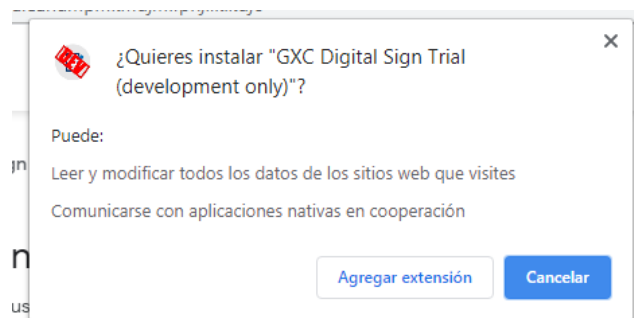 ¿Quieres instalar "GXC Digital Sign Trial
(development only)"?
Puede:
Leer y modificar todos los datos de los sitios web que visites
Comunicarse con aplicaciones nativas en cooperación
Agregar extensión
Cancelar